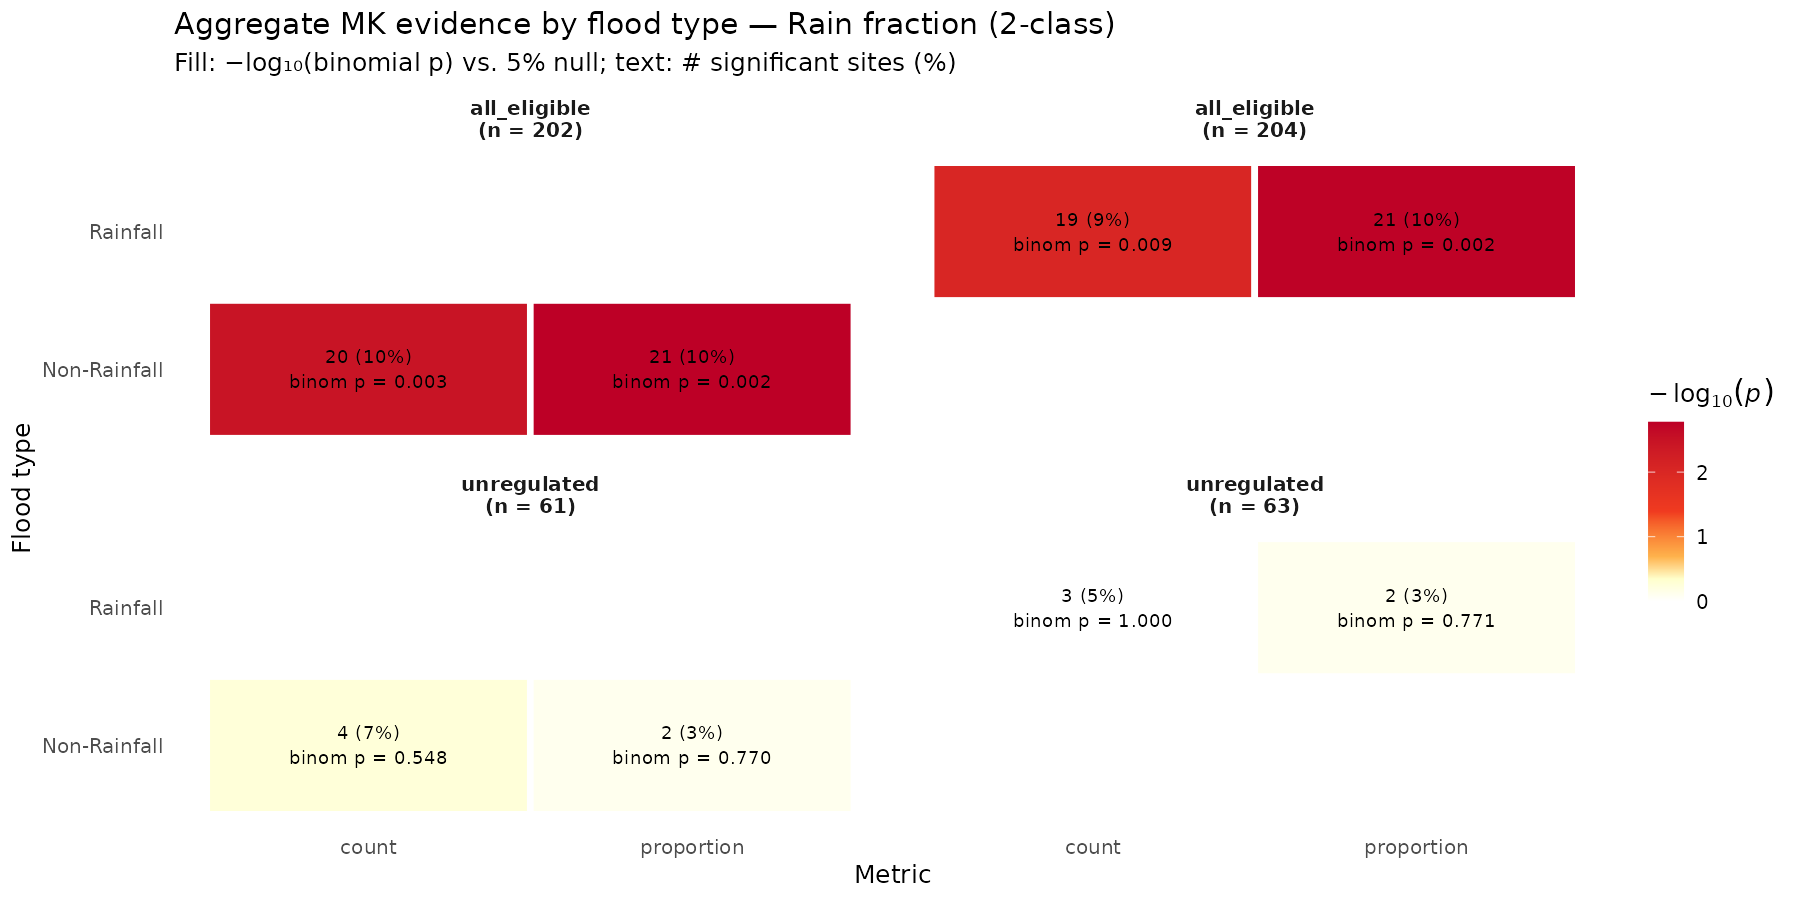 Aggregate MK evidence by flood type — Rain fraction (2-class)
Fill: −log₁₀(binomial p) vs. 5% null; text: # significant sites (%)
all_eligible
(n = 202)
all_eligible
(n = 204)
Rainfall
19 (9%)
binom p = 0.009
21 (10%)
binom p = 0.002
Non-Rainfall
20 (10%)
binom p = 0.003
21 (10%)
binom p = 0.002
unregulated
(n = 61)
unregulated
(n = 63)
Rainfall
3 (5%)
binom p = 1.000
2 (3%)
binom p = 0.771
Non-Rainfall
4 (7%)
binom p = 0.548
2 (3%)
binom p = 0.770
count
proportion
count
proportion
Metric
Flood type
− log₁₀(p)
2
1
0